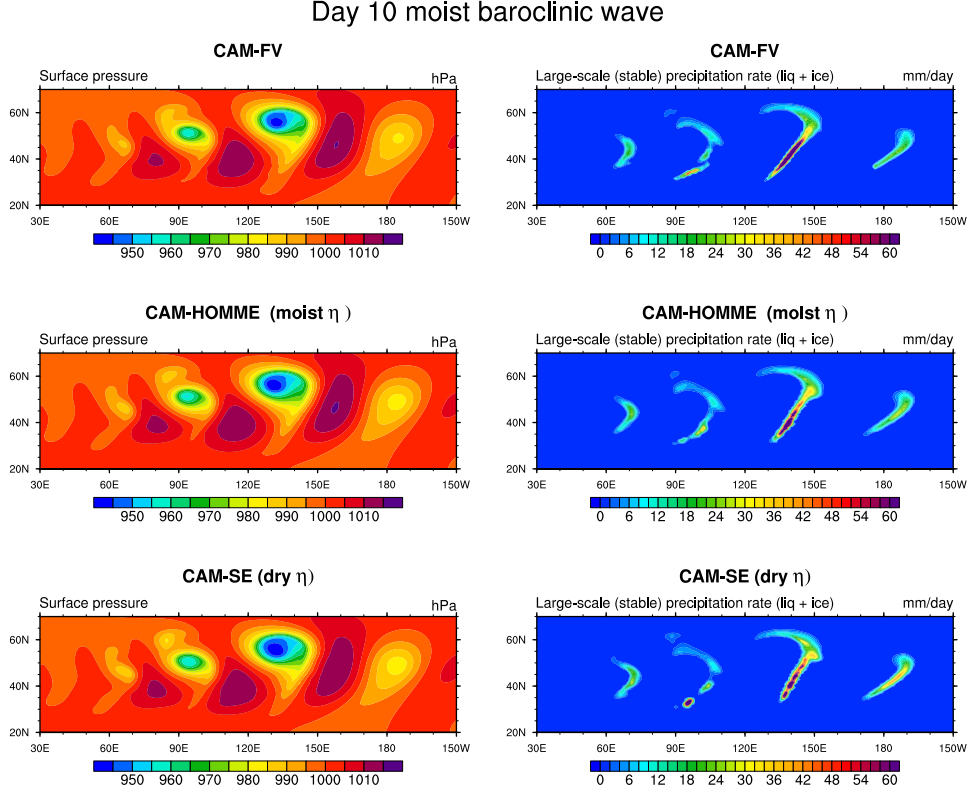 Day 10 moist baroclinic wave
CAM-FV
Surface pressure hPa
60N
40N
20N
30E 60E 90E 120E 150E 180 150W
950 960 970 980 990 1000 1010
CAM-FV
Large-scale (stable) precipitation rate (liq + ice) mm/day
60N
40N
20N
30E 60E 90E 120E 150E 180 150W
0 6 12 18 24 30 36 42 48 54 60
CAM-HOMME (moist η )
Surface pressure hPa
60N
40N
20N
30E 60E 90E 120E 150E 180 150W
950 960 970 980 990 1000 1010
CAM-HOMME (moist η )
Large-scale (stable) precipitation rate (liq + ice) mm/day
60N
40N
20N
30E 60E 90E 120E 150E 180 150W
0 6 12 18 24 30 36 42 48 54 60
CAM-SE (dry η)
Surface pressure hPa
60N
40N
20N
30E 60E 90E 120E 150E 180 150W
950 960 970 980 990 1000 1010
CAM-SE (dry η)
Large-scale (stable) precipitation rate (liq + ice) mm/day
60N
40N
20N
30E 60E 90E 120E 150E 180 150W
0 6 12 18 24 30 36 42 48 54 60